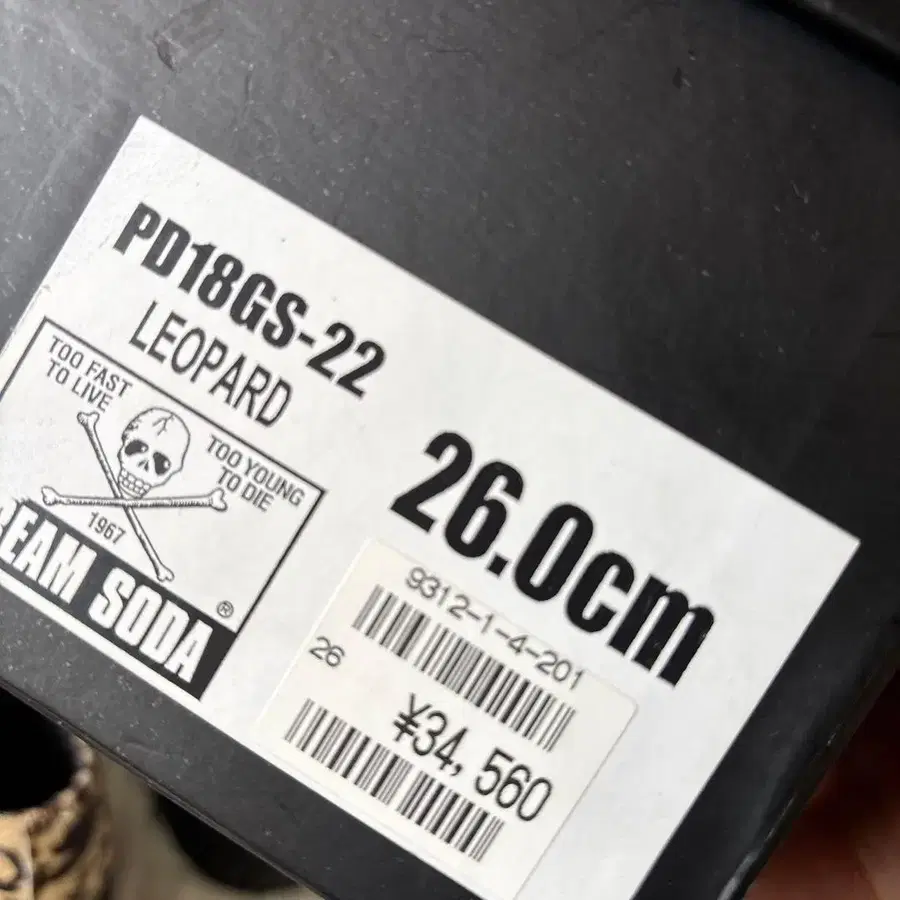 PD18GS-22
LEOPARD
TOO FAST
TO LIVE
TOO YOUNG
TO DIE
1967
EAM SODA
®
26.0cm
9312-1-4-201
26
¥34,560